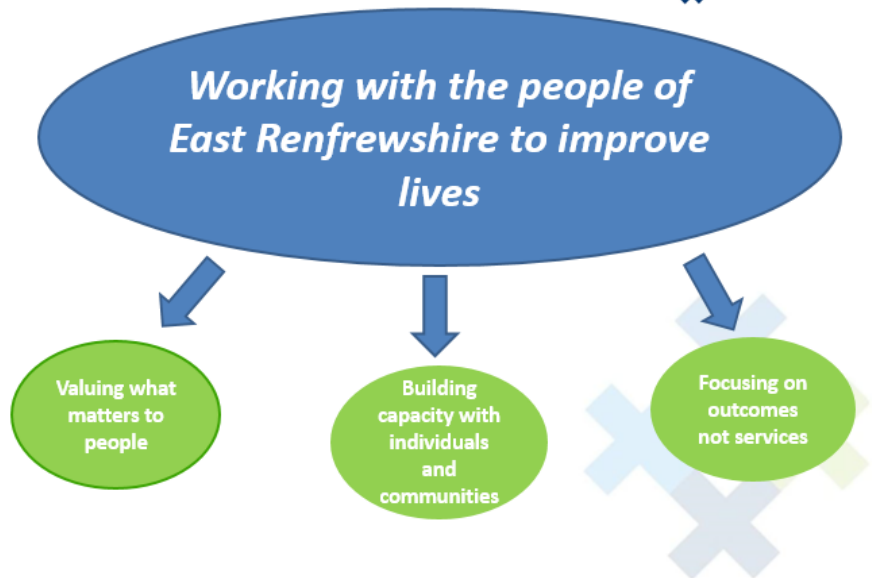 Working with the people of
East Renfrewshire to improve
lives
Valuing what
matters to
people
Building
capacity with
individuals
and
communities
Focusing on
outcomes
not services